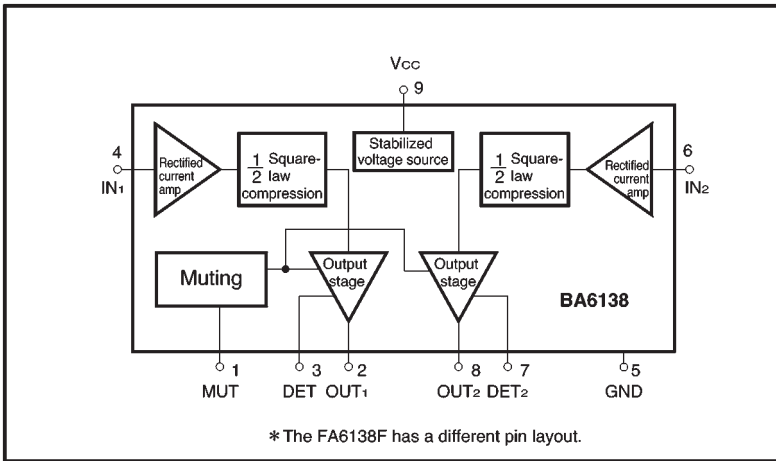 Vcc
9
4
IN1
Rectified
current
amp
1/2 Square-
law
compression
Stabilized
voltage source
1/2 Square-
law
compression
Rectified
current
amp
6
IN2
Muting
Output
stage
Output
stage
BA6138
1
3
2
8
7
5
MUT
DET
OUT1
OUT2
DET2
GND
* The FA6138F has a different pin layout.